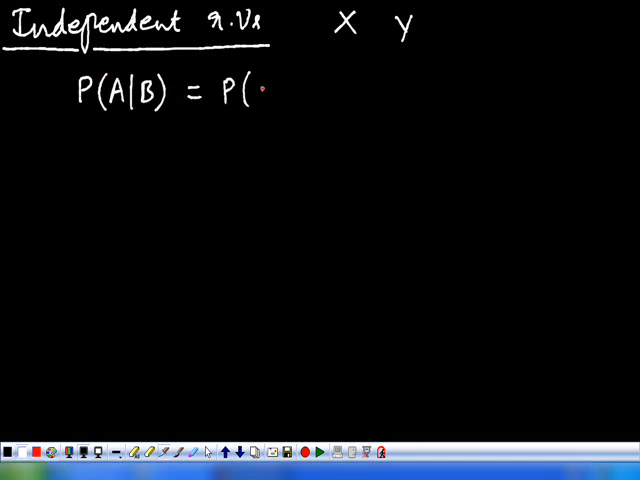 Independent r.Vs X Y
P(A|B) = P(